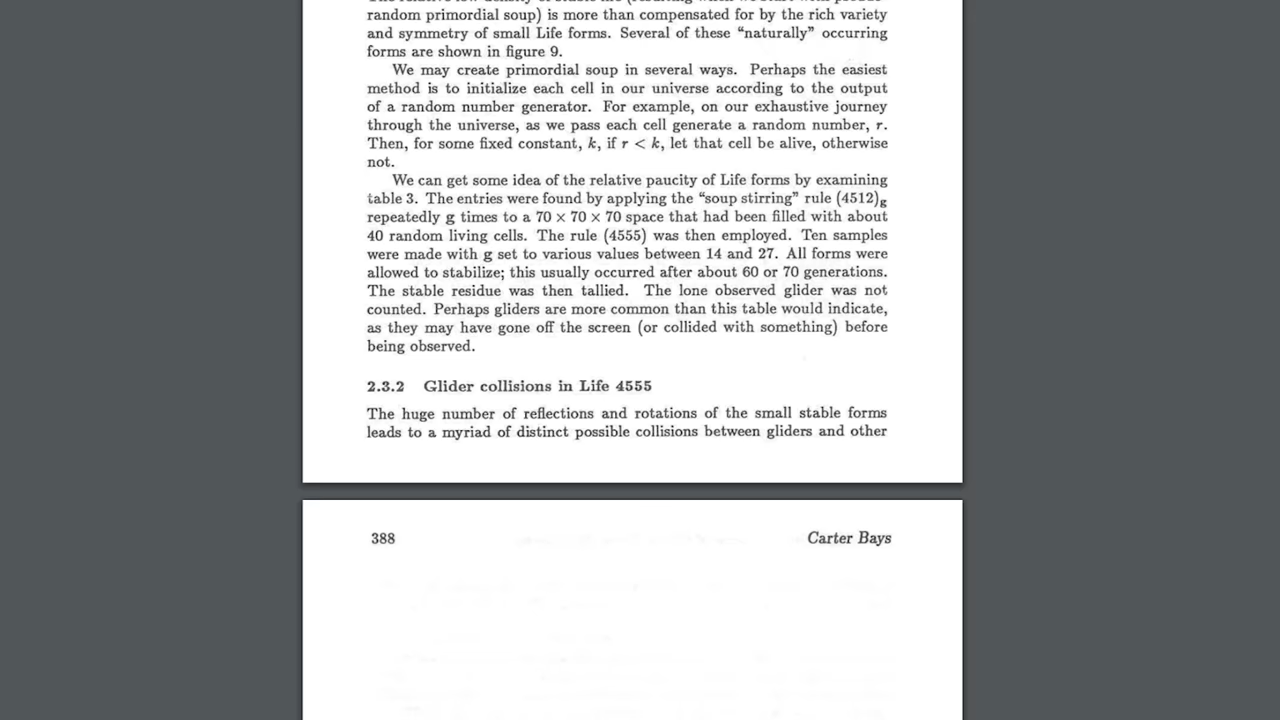 random primordial soup) is more than compensated for by the rich variety
and symmetry of small Life forms. Several of these “naturally” occurring
forms are shown in figure 9.
We may create primordial soup in several ways. Perhaps the easiest
method is to initialize each cell in our universe according to the output
of a random number generator. For example, on our exhaustive journey
through the universe, as we pass each cell generate a random number, r.
Then, for some fixed constant, k, if r < k, let that cell be alive, otherwise
not.
We can get some idea of the relative paucity of Life forms by examining
table 3. The entries were found by applying the “soup stirring” rule (4512)g
repeatedly g times to a 70 × 70 × 70 space that had been filled with about
40 random living cells. The rule (4555) was then employed. Ten samples
were made with g set to various values between 14 and 27. All forms were
allowed to stabilize; this usually occurred after about 60 or 70 generations.
The stable residue was then tallied. The lone observed glider was not
counted. Perhaps gliders are more common than this table would indicate,
as they may have gone off the screen (or collided with something) before
being observed.
2.3.2 Glider collisions in Life 4555
The huge number of reflections and rotations of the small stable forms
leads to a myriad of distinct possible collisions between gliders and other
388 Carter Bays